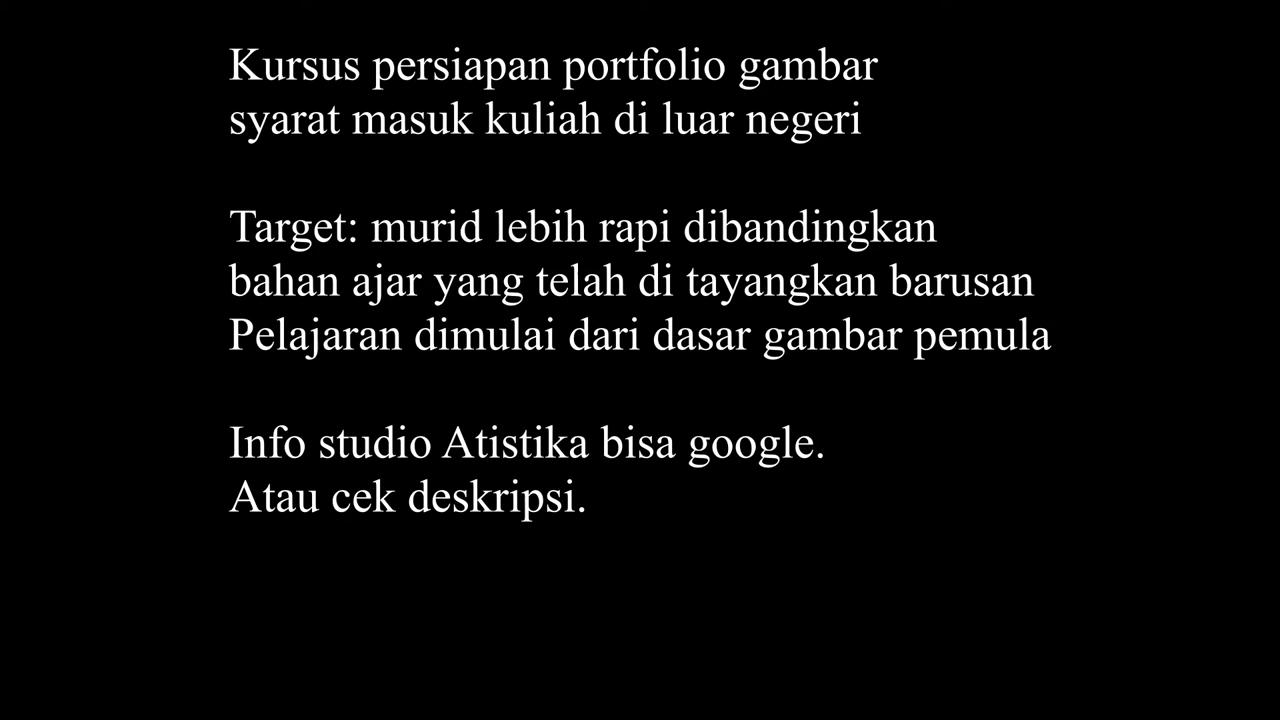 Kursus persiapan portfolio gambar
syarat masuk kuliah di luar negeri
Target: murid lebih rapi dibandingkan
bahan ajar yang telah di tayangkan barusan
Pelajaran dimulai dari dasar gambar pemula
Info studio Atistika bisa google.
Atau cek deskripsi.